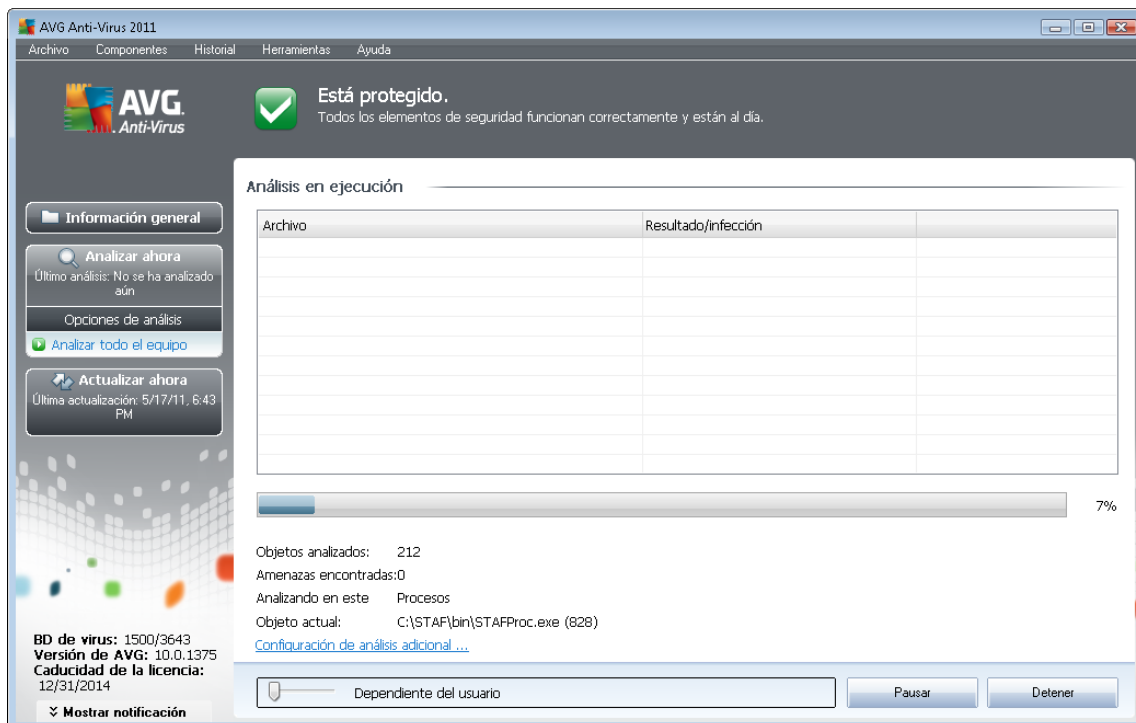 AVG Anti-Virus 2011
Archivo Componentes Historial Herramientas Ayuda
AVG.
Anti-Virus
Está protegido.
Todos los elementos de seguridad funcionan correctamente y están al día.
Información general
Analizar ahora
Último análisis: No se ha analizado
aún
Opciones de análisis
Analizar todo el equipo
Actualizar ahora
Última actualización: 5/17/11, 6:43
PM
BD de virus: 1500/3643
Versión de AVG: 10.0.1375
Caducidad de la licencia:
12/31/2014
Mostrar notificación
Análisis en ejecución
Archivo Resultado/infección
7%
Objetos analizados: 212
Amenazas encontradas:0
Analizando en este Procesos
Objeto actual: C:\STAF\bin\STAFProc.exe (828)
Configuración de análisis adicional ...
Dependiente del usuario
Pausar
Detener